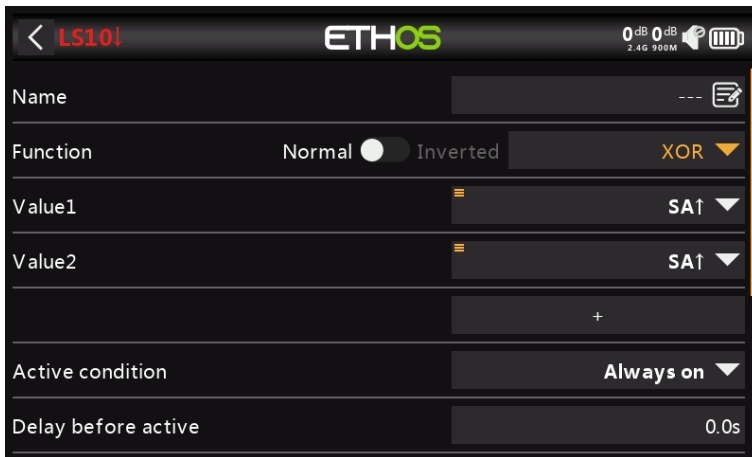 LS10↓ ETHOS 0dB 0dB
2.4G 900M
Name ---
Function Normal Inverted XOR
Value1 SA↑
Value2 SA↑
+
Active condition Always on
Delay before active 0.0s